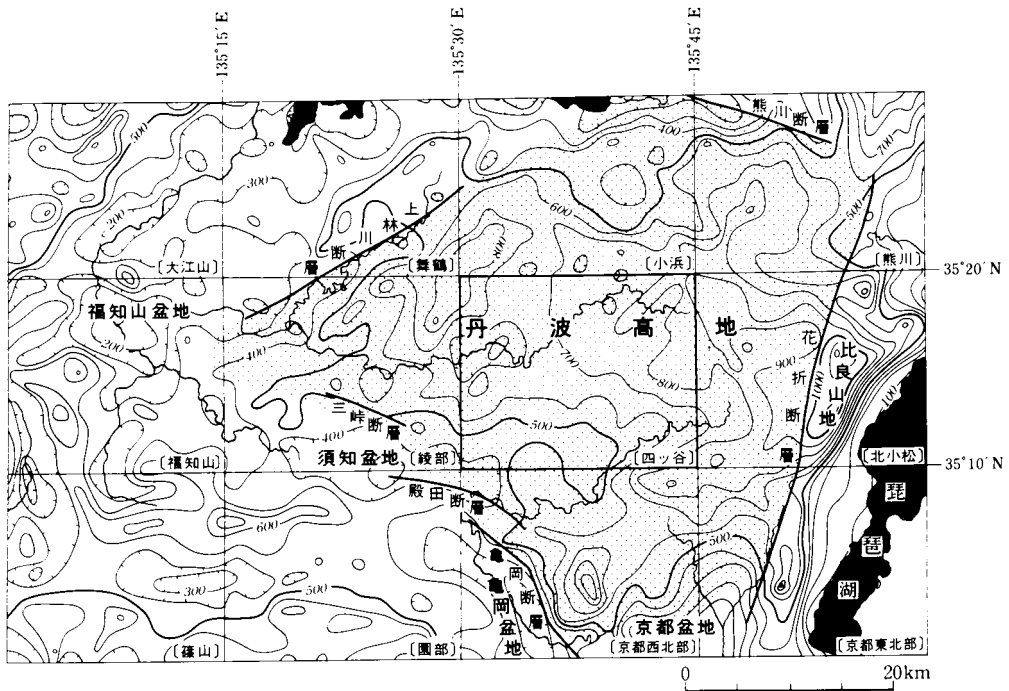 135°15′E
135°30′E
135°45′E
熊川断層
400
500
700
300
200
600
500
上林川断層
800
〔大江山〕
〔舞鶴〕
〔小浜〕
〔熊川〕
35°20′N
福知山盆地
丹波高地
200
400
700
800
900
花折断層
1000
比良山地
100
三峠断層
500
400
須知盆地
〔福知山〕
〔綾部〕
〔四ッ谷〕
〔北小松〕
35°10′N
琵琶湖
殿田断層
600
500
亀岡断層
亀岡盆地
300
500
京都盆地
〔篠山〕
〔園部〕
〔京都西北部〕
〔京都東北部〕
0
20km